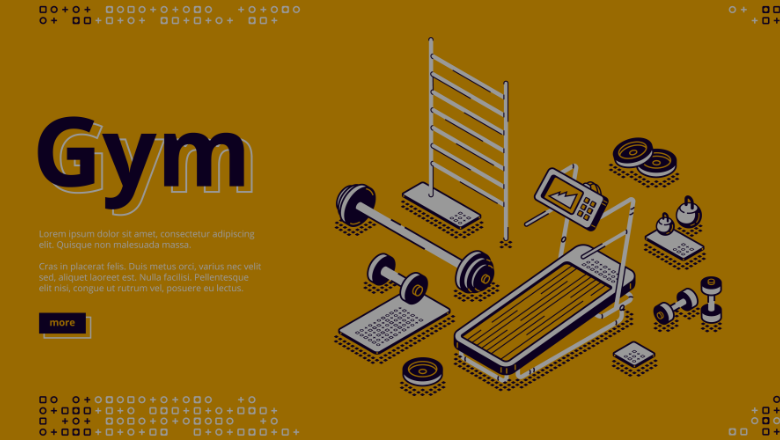 Gym
Lorem ipsum dolor sit amet, consectetur adipiscing
elit. Quisque non malesuada massa.
Cras in placerat felis. Duis metus orci, varius nec velit
sed, aliquet laoreet est. Nulla facilisi. Pellentesque
elit nisi, congue ut rutrum vel, posuere eu lectus.
more